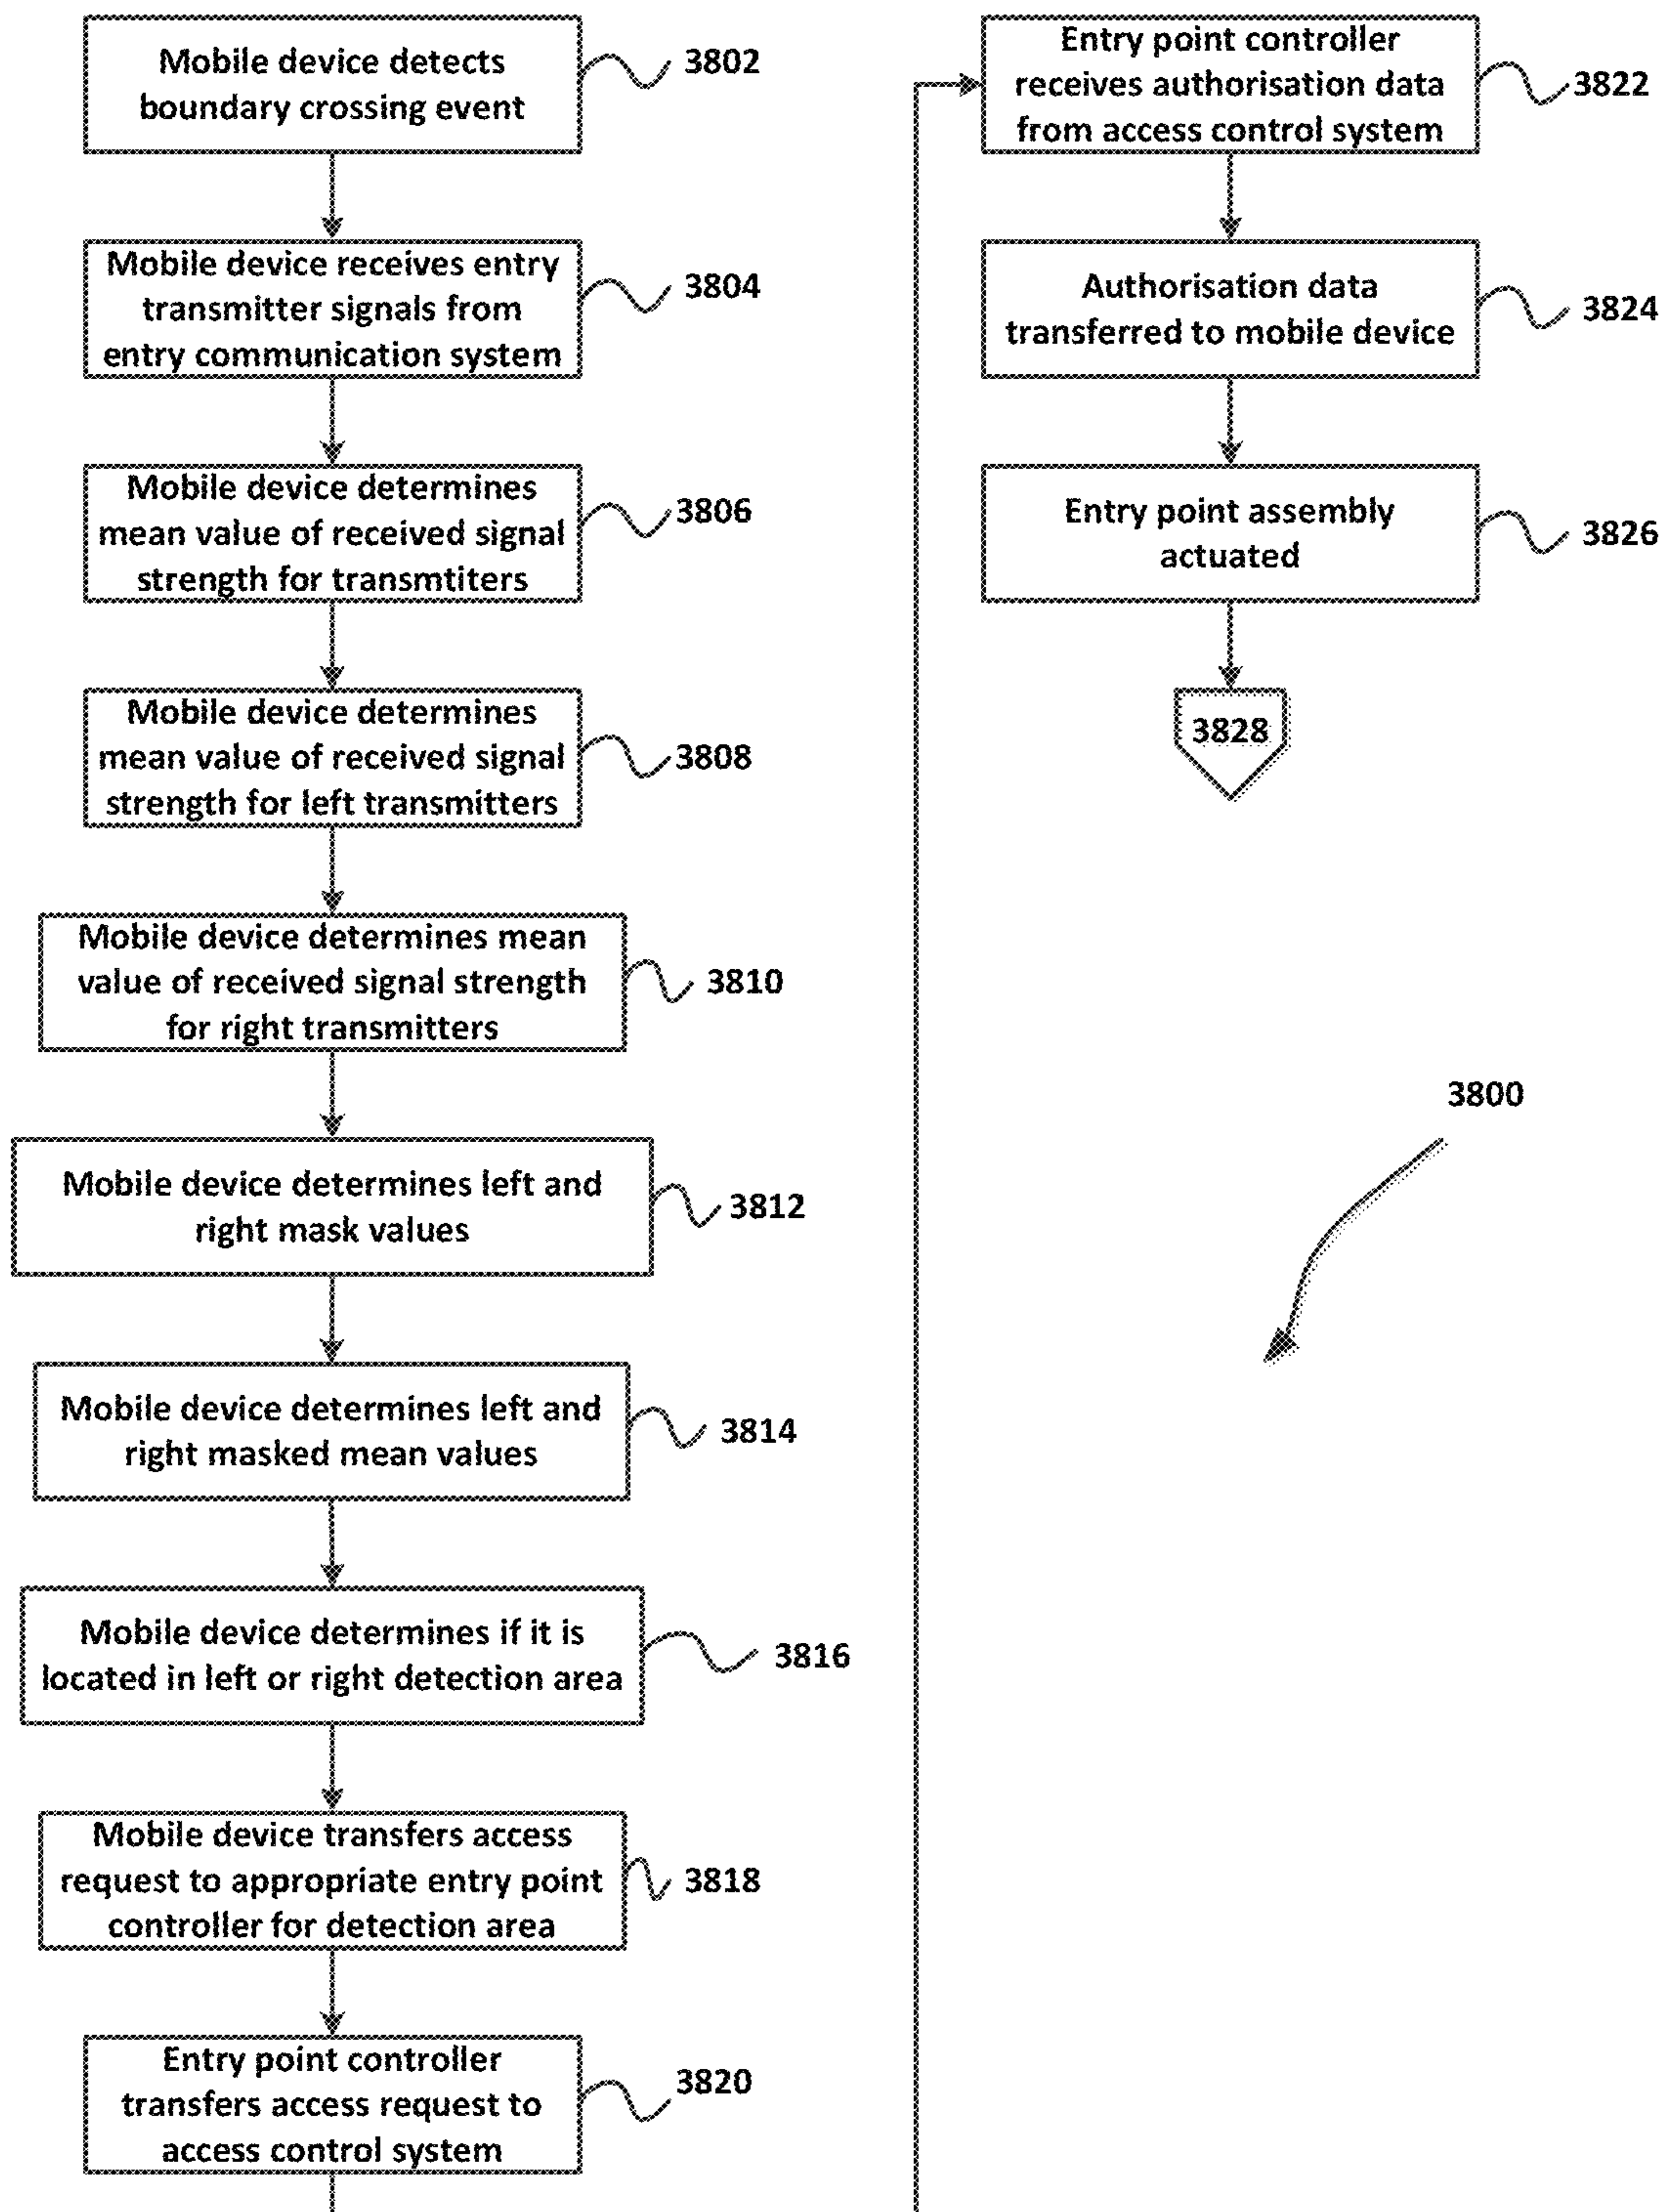 Mobile device detects
boundary crossing event
3802
Mobile device receives entry
transmitter signals from
entry communication system
3804
Mobile device determines
mean value of received signal
strength for transmtiters
3806
Mobile device determines
mean value of received signal
strength for left transmitters
3808
Mobile device determines mean
value of received signal strength
for right transmitters
3810
Mobile device determines left and
right mask values
3812
Mobile device determines left and
right masked mean values
3814
Mobile device determines if it is
located in left or right detection area
3816
Mobile device transfers access
request to appropriate entry point
controller for detection area
3818
Entry point controller
transfers access request to
access control system
3820
Entry point controller
receives authorisation data
from access control system
3822
Authorisation data
transferred to mobile device
3824
Entry point assembly
actuated
3826
3828
3800